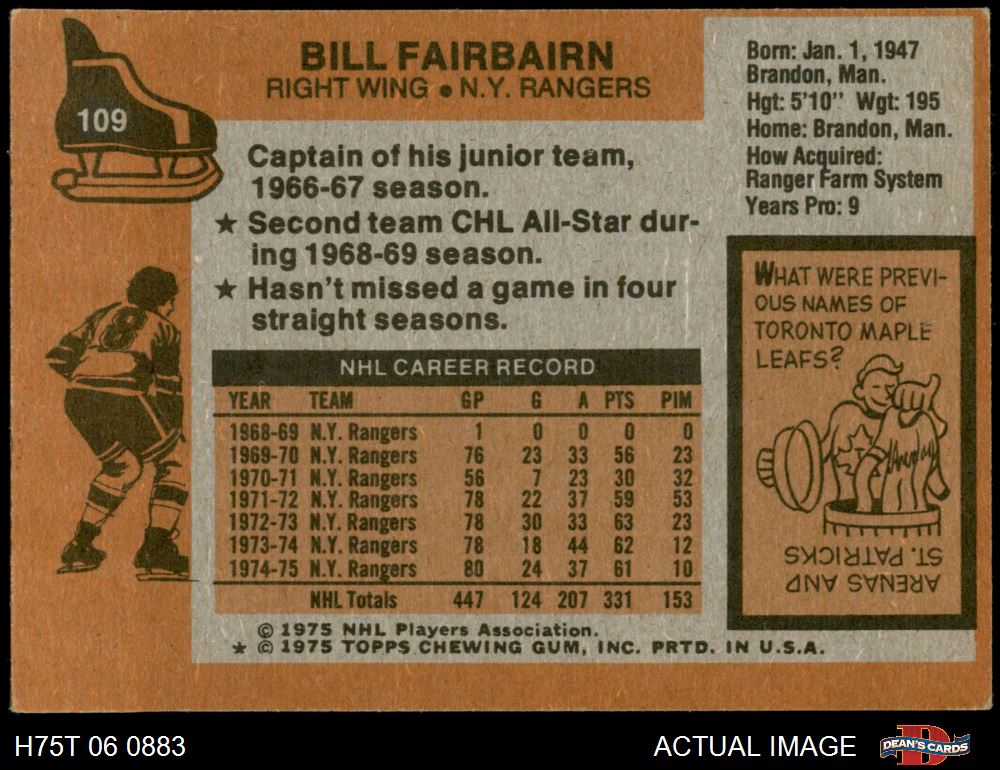 109
BILL FAIRBAIRN
RIGHT WING • N.Y. RANGERS
Born: Jan. 1, 1947
Brandon, Man.
Hgt: 5'10" Wgt: 195
Home: Brandon, Man.
How Acquired:
Ranger Farm System
Years Pro: 9
Captain of his junior team,
1966-67 season.
★ Second team CHL All-Star dur-
ing 1968-69 season.
★ Hasn't missed a game in four
straight seasons.
8
NHL CAREER RECORD
YEAR TEAM GP G A PTS PIM
1968-69 N.Y. Rangers 1 0 0 0 0
1969-70 N.Y. Rangers 76 23 33 56 23
1970-71 N.Y. Rangers 56 7 23 30 32
1971-72 N.Y. Rangers 78 22 37 59 53
1972-73 N.Y. Rangers 78 30 33 63 23
1973-74 N.Y. Rangers 78 18 44 62 12
1974-75 N.Y. Rangers 80 24 37 61 10
NHL Totals 447 124 207 331 153
© 1975 NHL Players Association.
★ © 1975 TOPPS CHEWING GUM, INC. PRTD. IN U.S.A.
WHAT WERE PREVI-
OUS NAMES OF
TORONTO MAPLE
LEAFS?
ARENAS AND
ST. PATRICKS
H75T 06 0883
ACTUAL IMAGE
D
DEAN'S CARDS